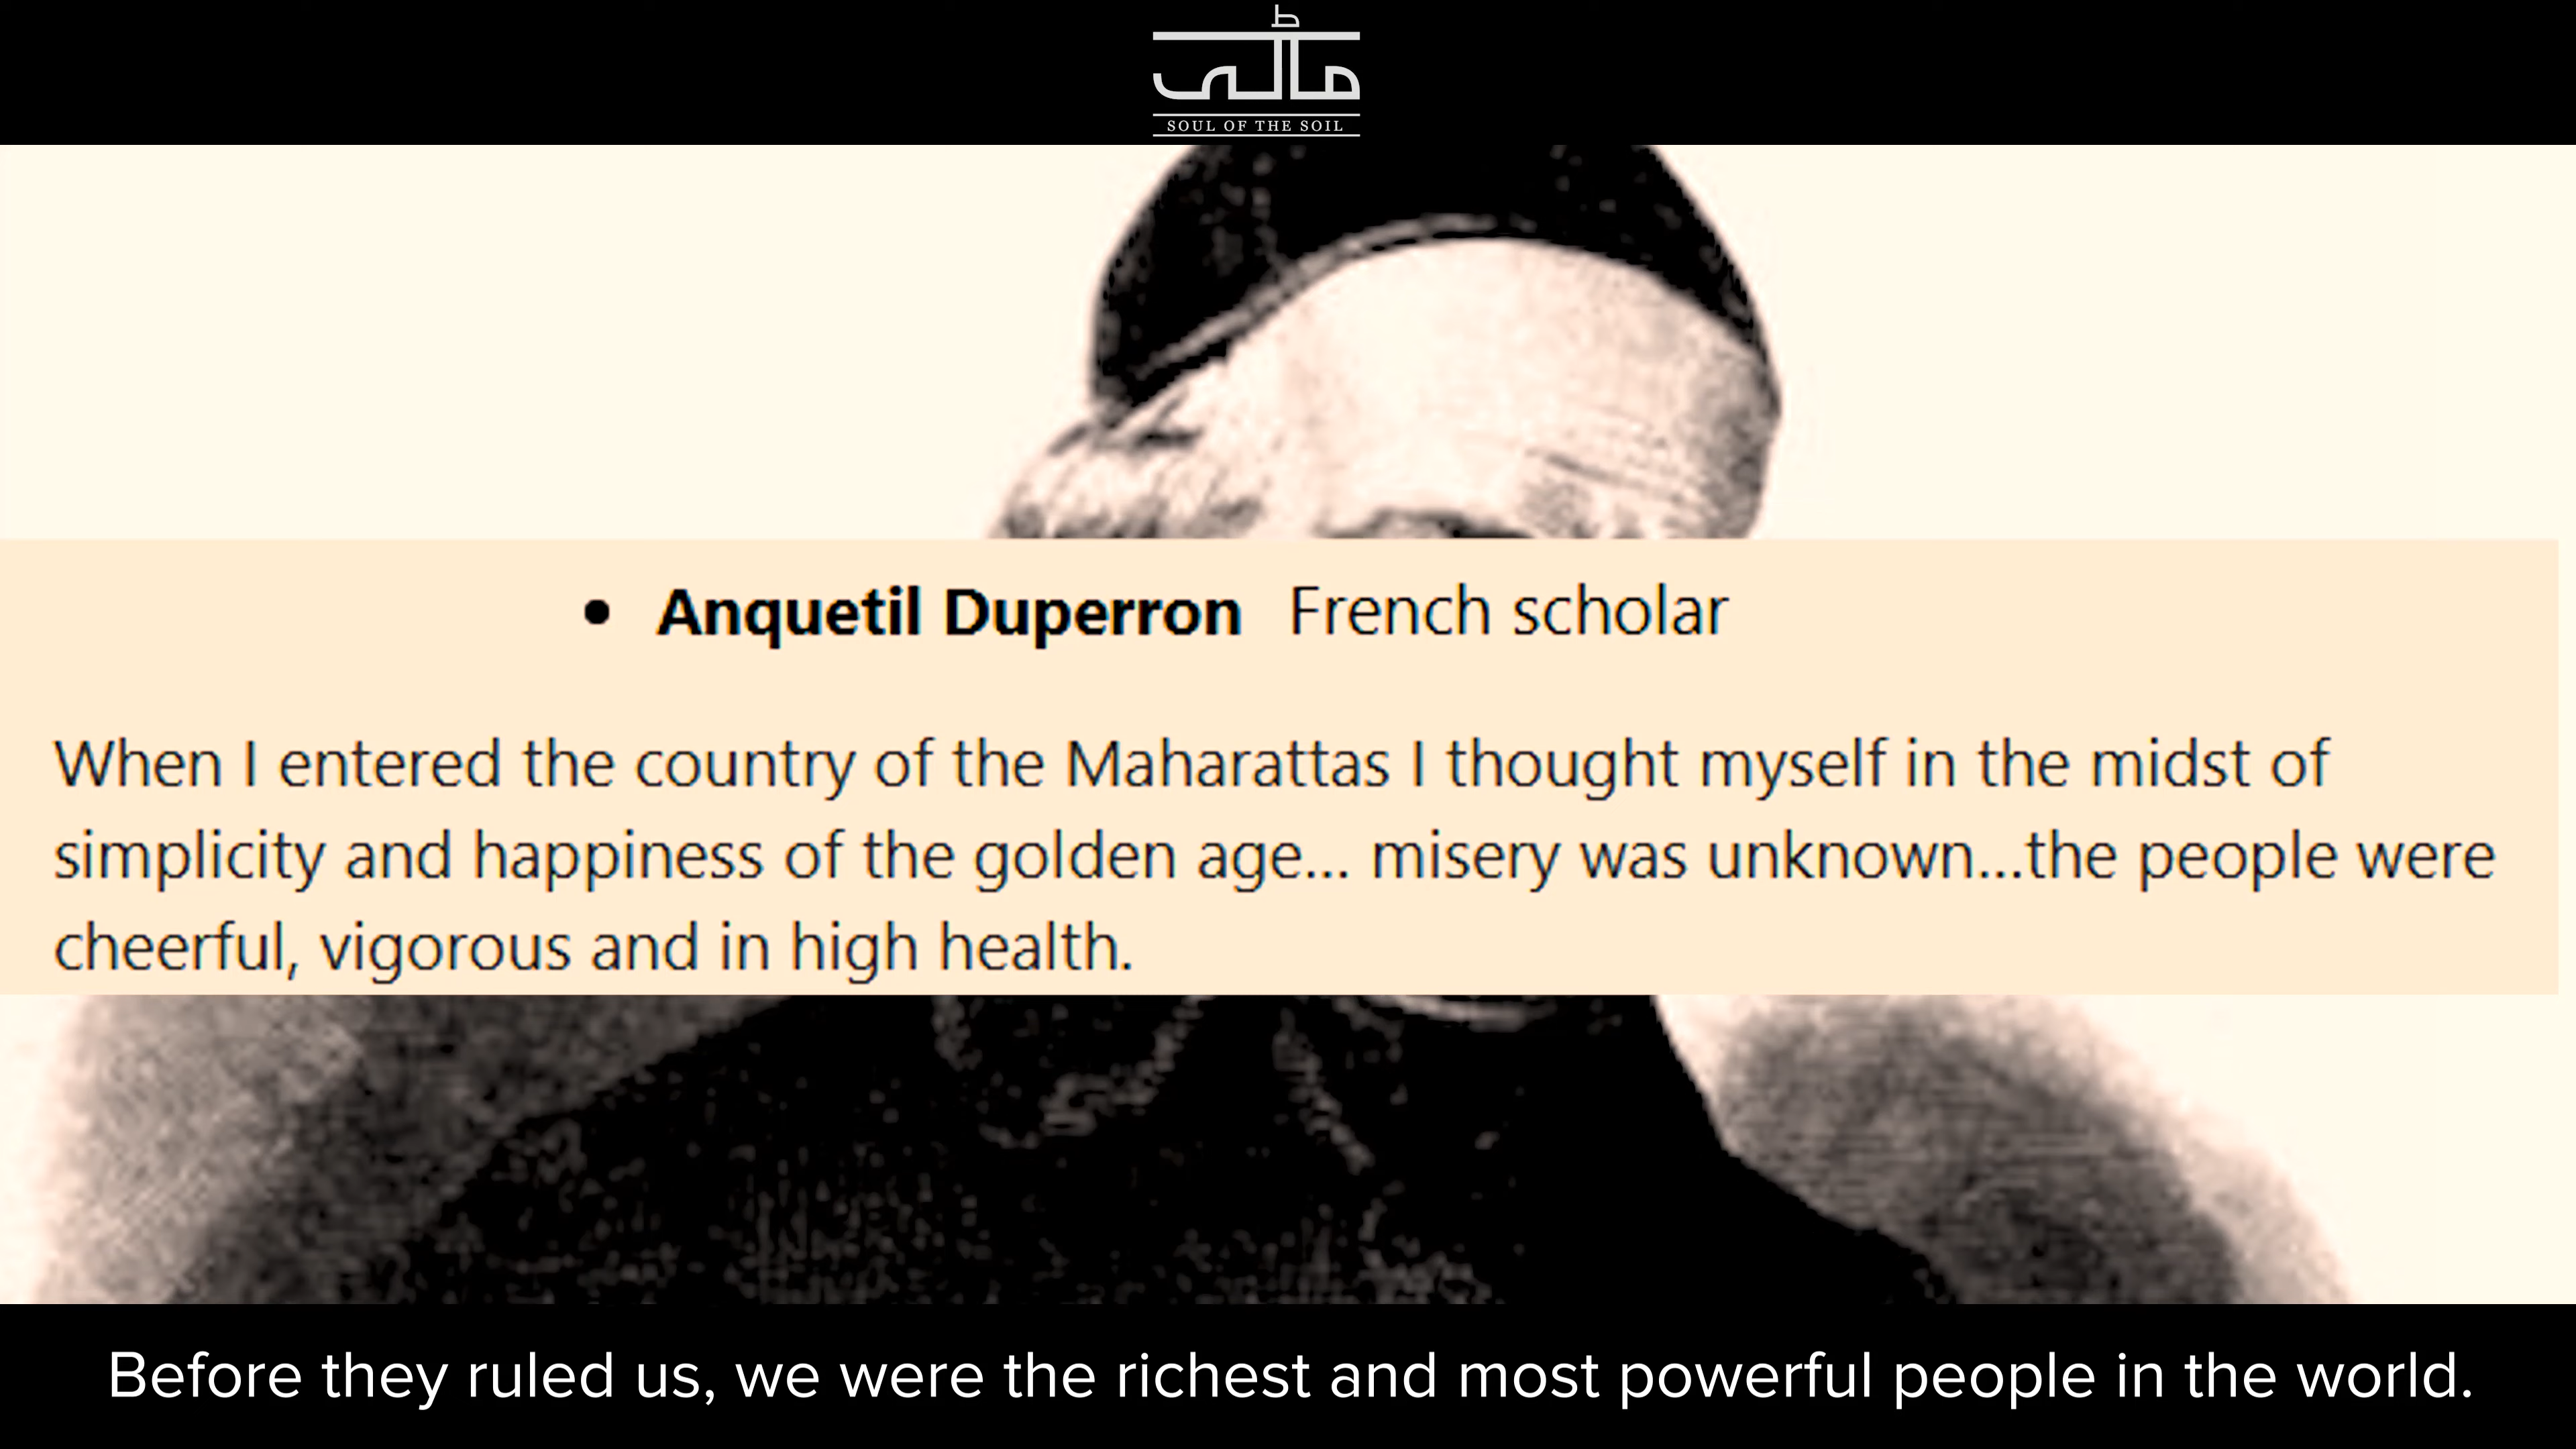 ماٹی
SOUL OF THE SOIL
• Anquetil Duperron French scholar
When I entered the country of the Maharattas I thought myself in the midst of
simplicity and happiness of the golden age... misery was unknown...the people were
cheerful, vigorous and in high health.
Before they ruled us, we were the richest and most powerful people in the world.